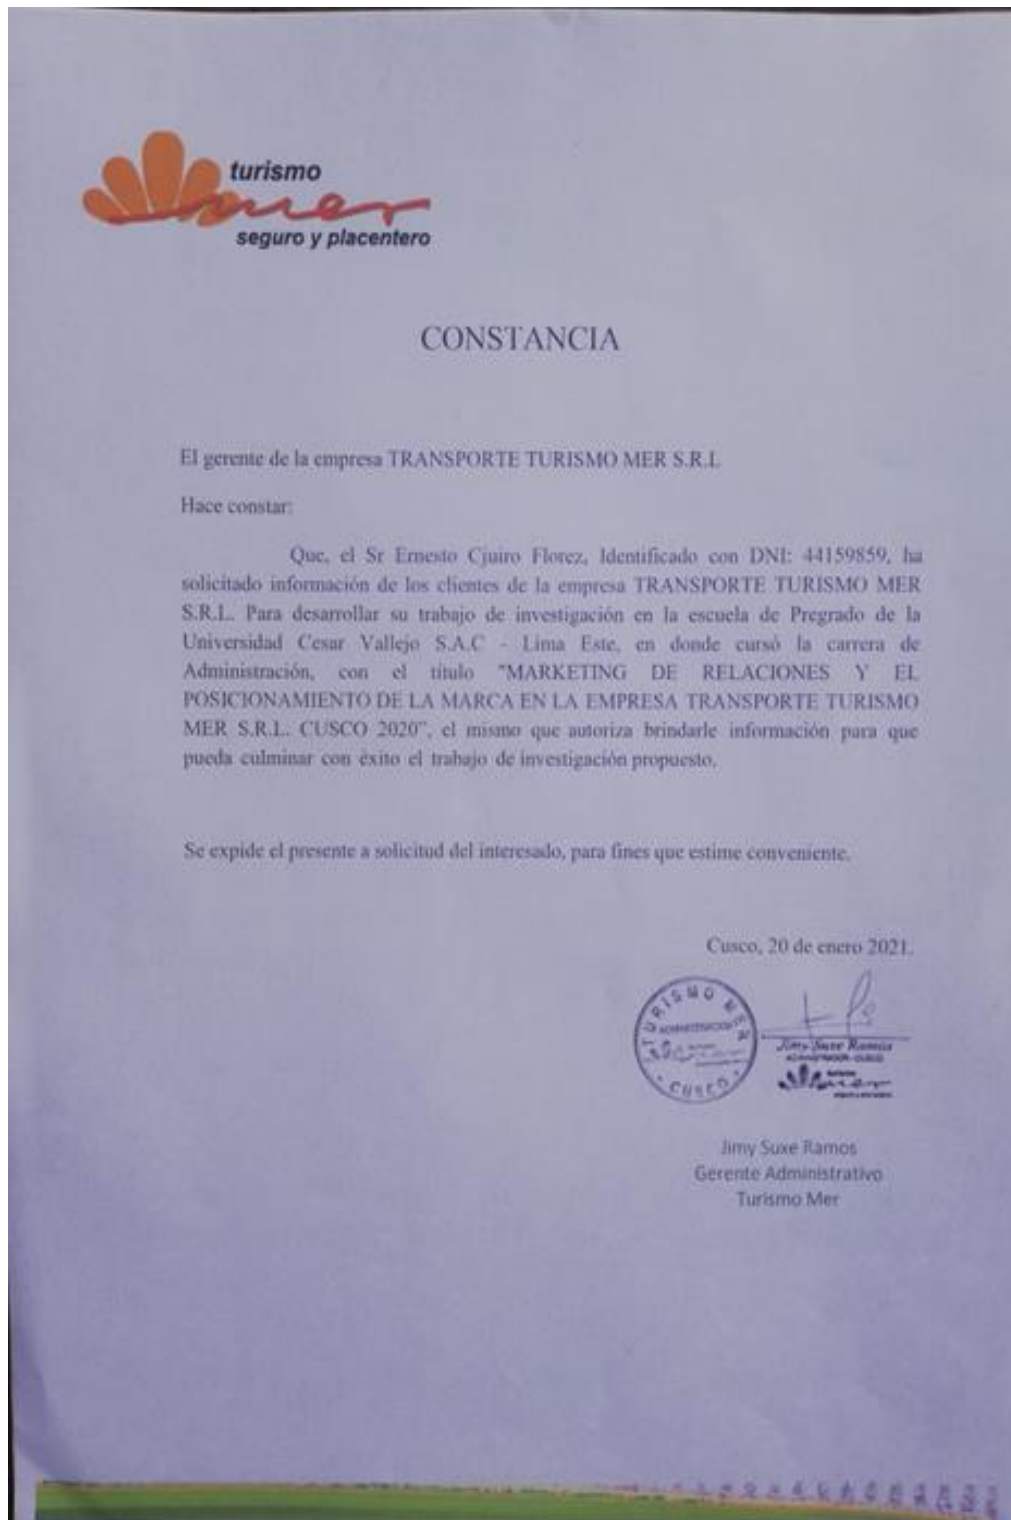 turismo
mer
seguro y placentero
CONSTANCIA
El gerente de la empresa TRANSPORTE TURISMO MER S.R.L
Hace constar:
Que, el Sr Ernesto Cjuiro Florez, Identificado con DNI: 44159859, ha
solicitado información de los clientes de la empresa TRANSPORTE TURISMO MER
S.R.L. Para desarrollar su trabajo de investigación en la escuela de Pregrado de la
Universidad Cesar Vallejo S.A.C - Lima Este, en donde cursó la carrera de
Administración, con el título "MARKETING DE RELACIONES Y EL
POSICIONAMIENTO DE LA MARCA EN LA EMPRESA TRANSPORTE TURISMO
MER S.R.L. CUSCO 2020", el mismo que autoriza brindarle información para que
pueda culminar con éxito el trabajo de investigación propuesto.
Se expide el presente a solicitud del interesado, para fines que estime conveniente.
Cusco, 20 de enero 2021.
TURISMO MER
ADMINISTRACION
CUSCO
Jimy Suxe Ramos
ADMINISTRADOR - CUSCO
turismo
mer
Jimy Suxe Ramos
Gerente Administrativo
Turismo Mer